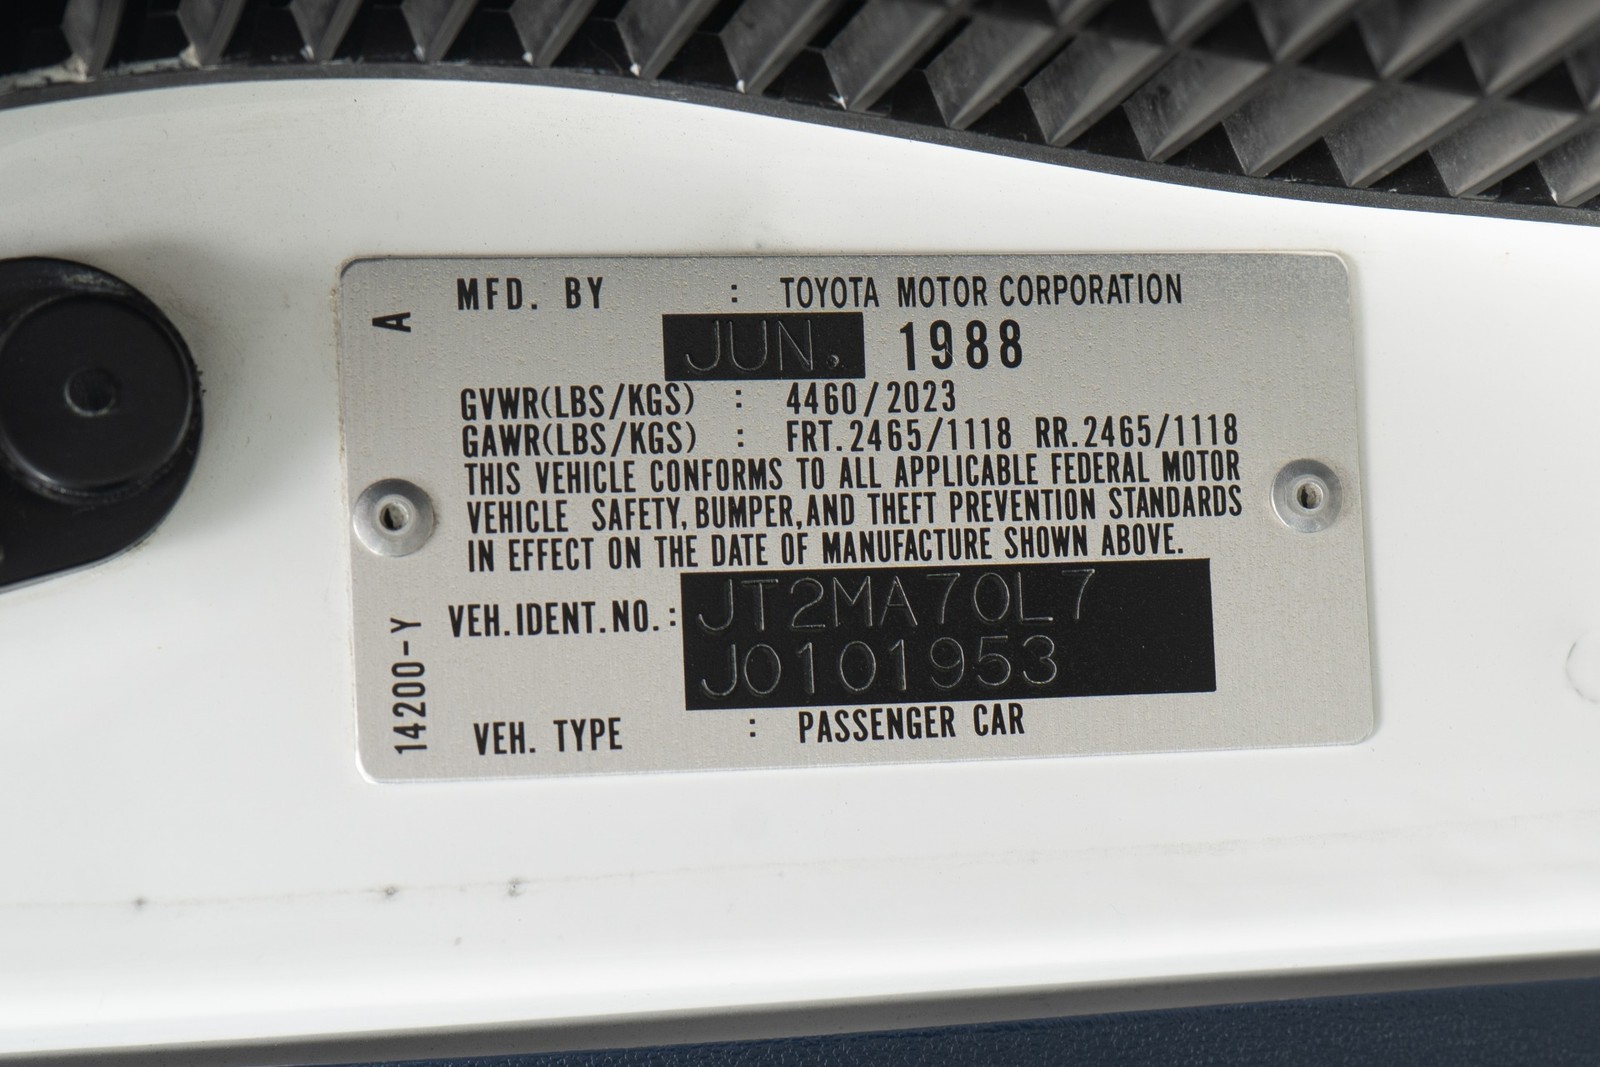 A
MFD. BY : TOYOTA MOTOR CORPORATION
JUN. 1988
GVWR(LBS/KGS) : 4460/2023
GAWR(LBS/KGS) : FRT.2465/1118 RR.2465/1118
THIS VEHICLE CONFORMS TO ALL APPLICABLE FEDERAL MOTOR
VEHICLE SAFETY, BUMPER, AND THEFT PREVENTION STANDARDS
IN EFFECT ON THE DATE OF MANUFACTURE SHOWN ABOVE.
VEH. IDENT. NO. : JT2MA70L7
J0101953
VEH. TYPE : PASSENGER CAR
14200-Y